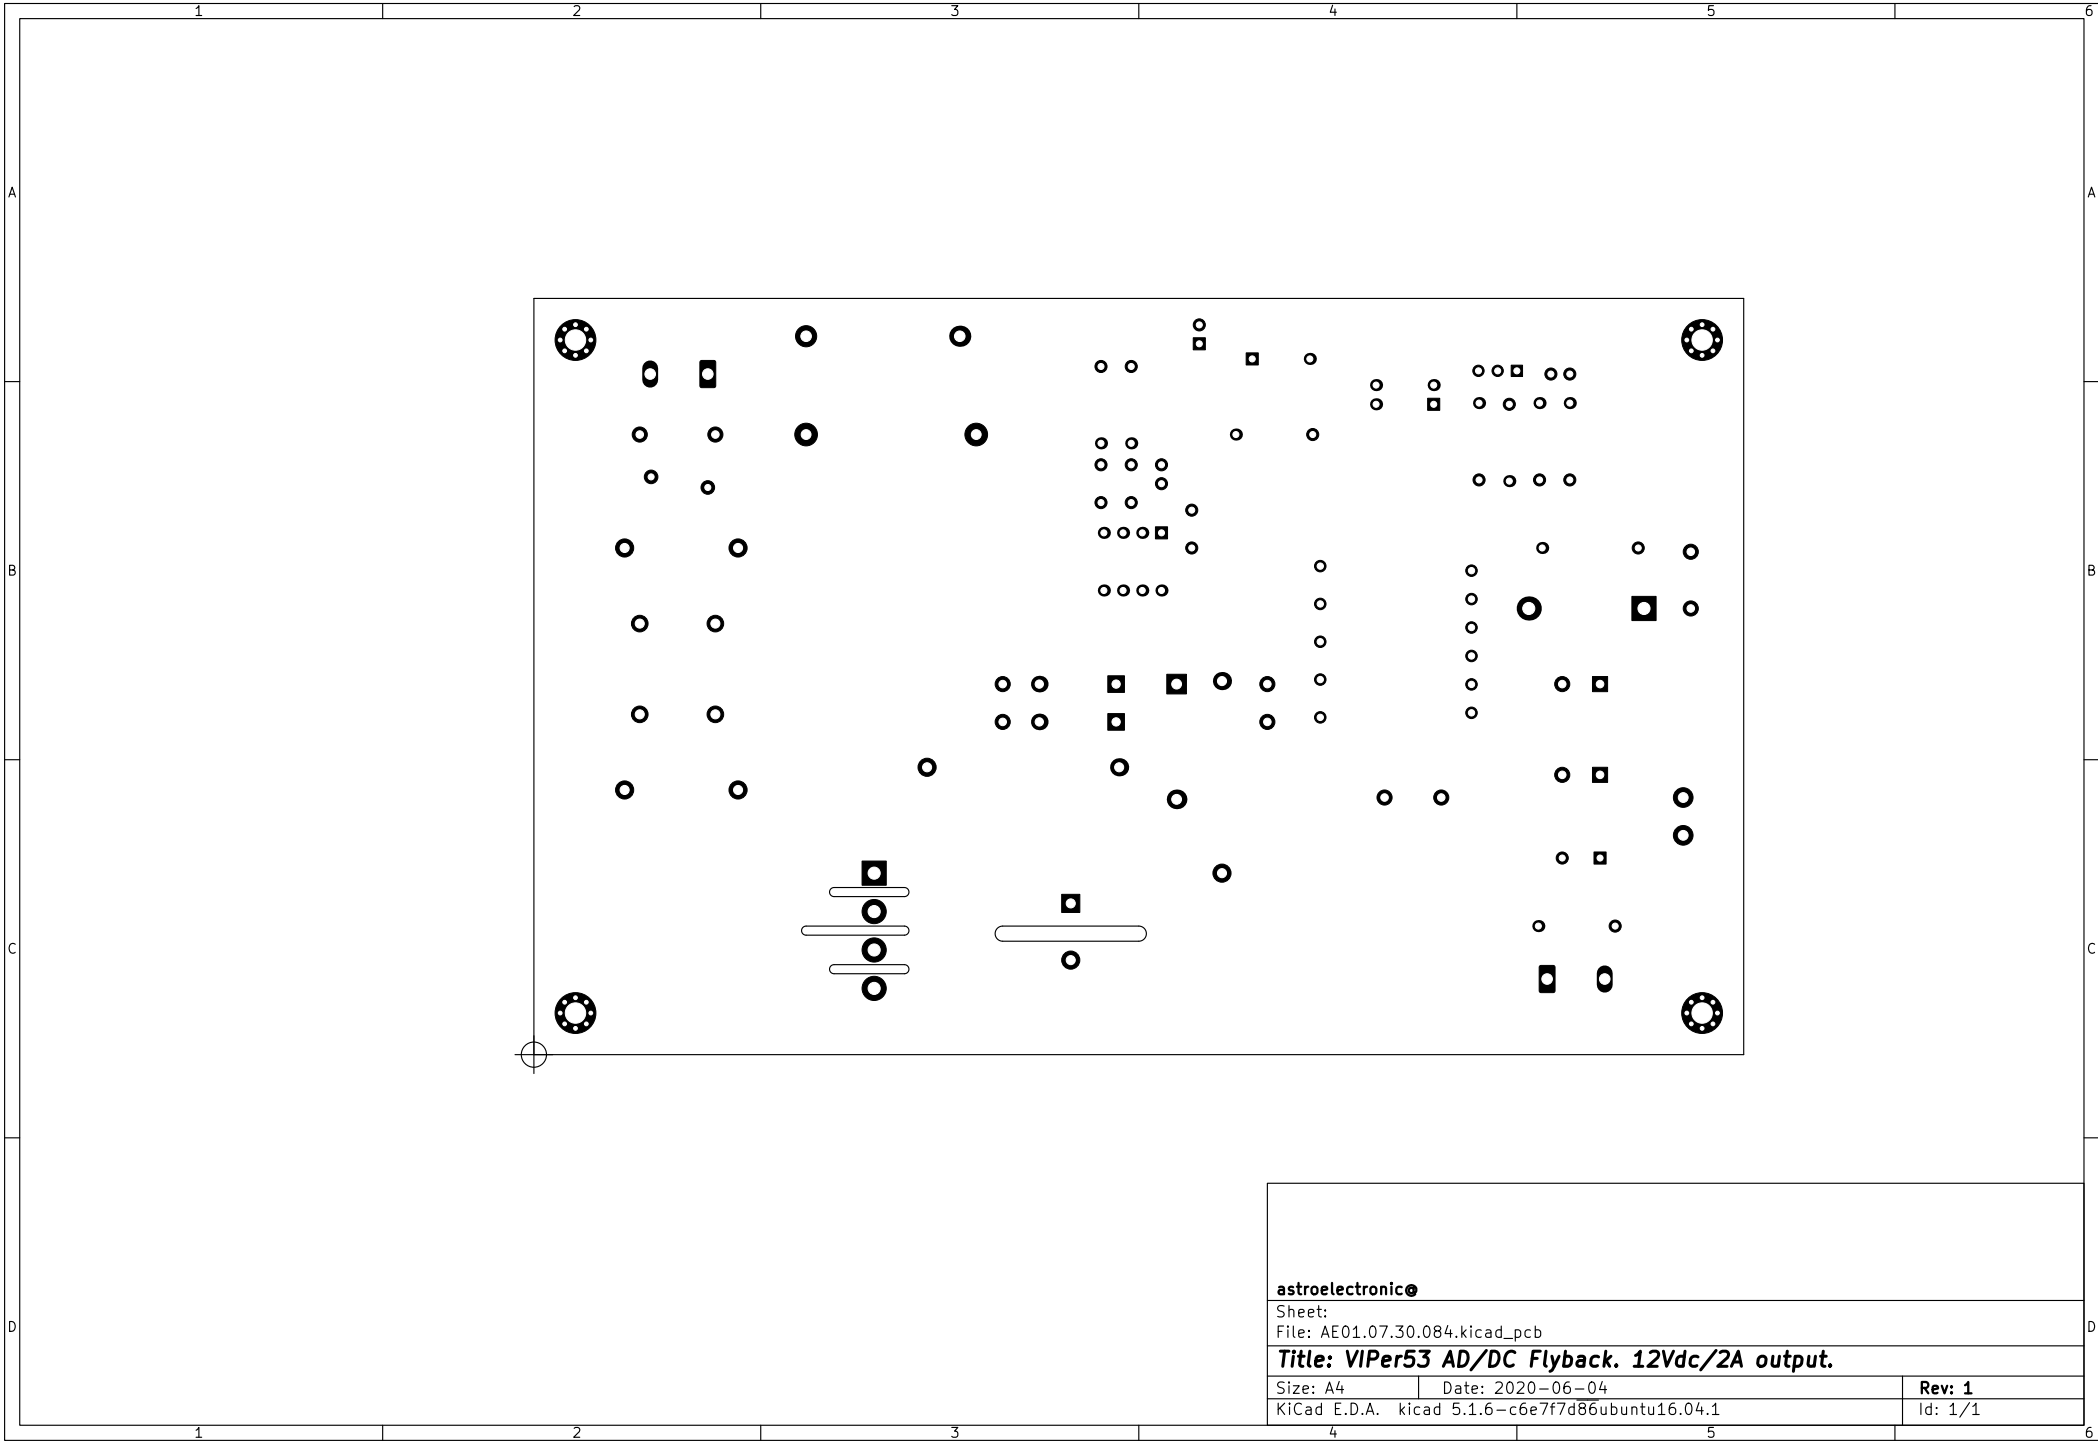 1 2 3 4 5 6
A A
B B
C C
astroelectronic@
Sheet:
File: AE01.07.30.084.kicad_pcb
D D
Title: VIPer53 AD/DC Flyback. 12Vdc/2A output.
Size: A4 Date: 2020-06-04 Rev: 1
KiCad E.D.A. kicad 5.1.6-c6e7f7d86ubuntu16.04.1 Id: 1/1
1 2 3 4 5 6